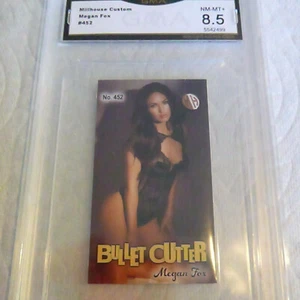 Millhouse Custom
Megan Fox
#452
NM-MT+
8.5
No. 452
BULLET CUTTER
Megan Fox